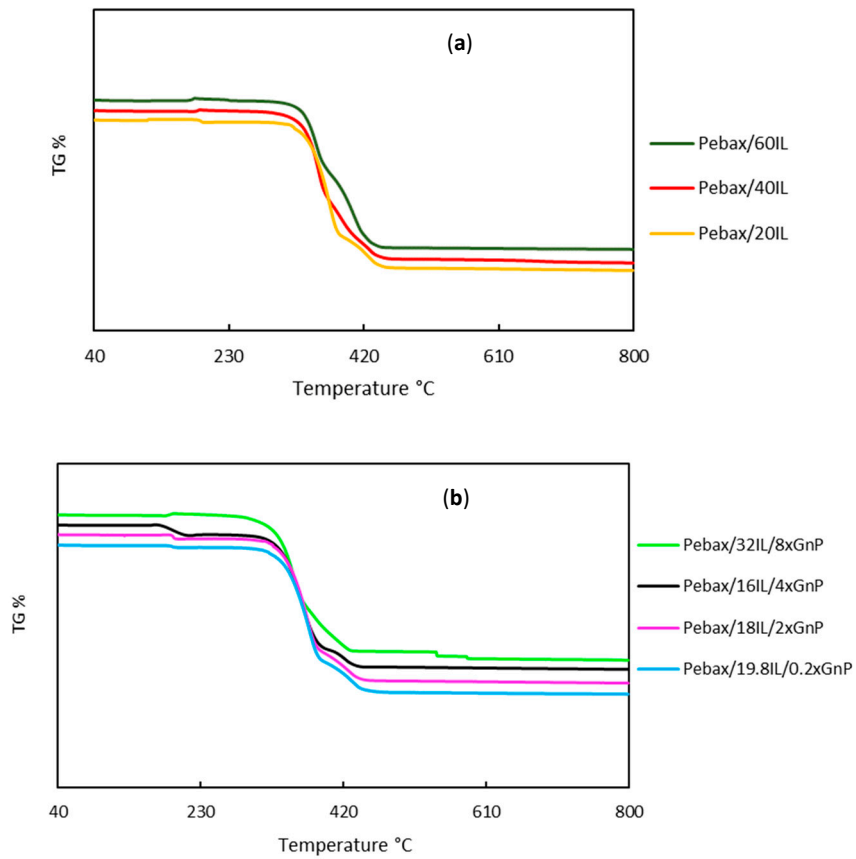 (a)
TG %
Pebax/60IL
Pebax/40IL
Pebax/20IL
40 230 420 610 800
Temperature °C
(b)
TG %
Pebax/32IL/8xGnP
Pebax/16IL/4xGnP
Pebax/18IL/2xGnP
Pebax/19.8IL/0.2xGnP
40 230 420 610 800
Temperature °C